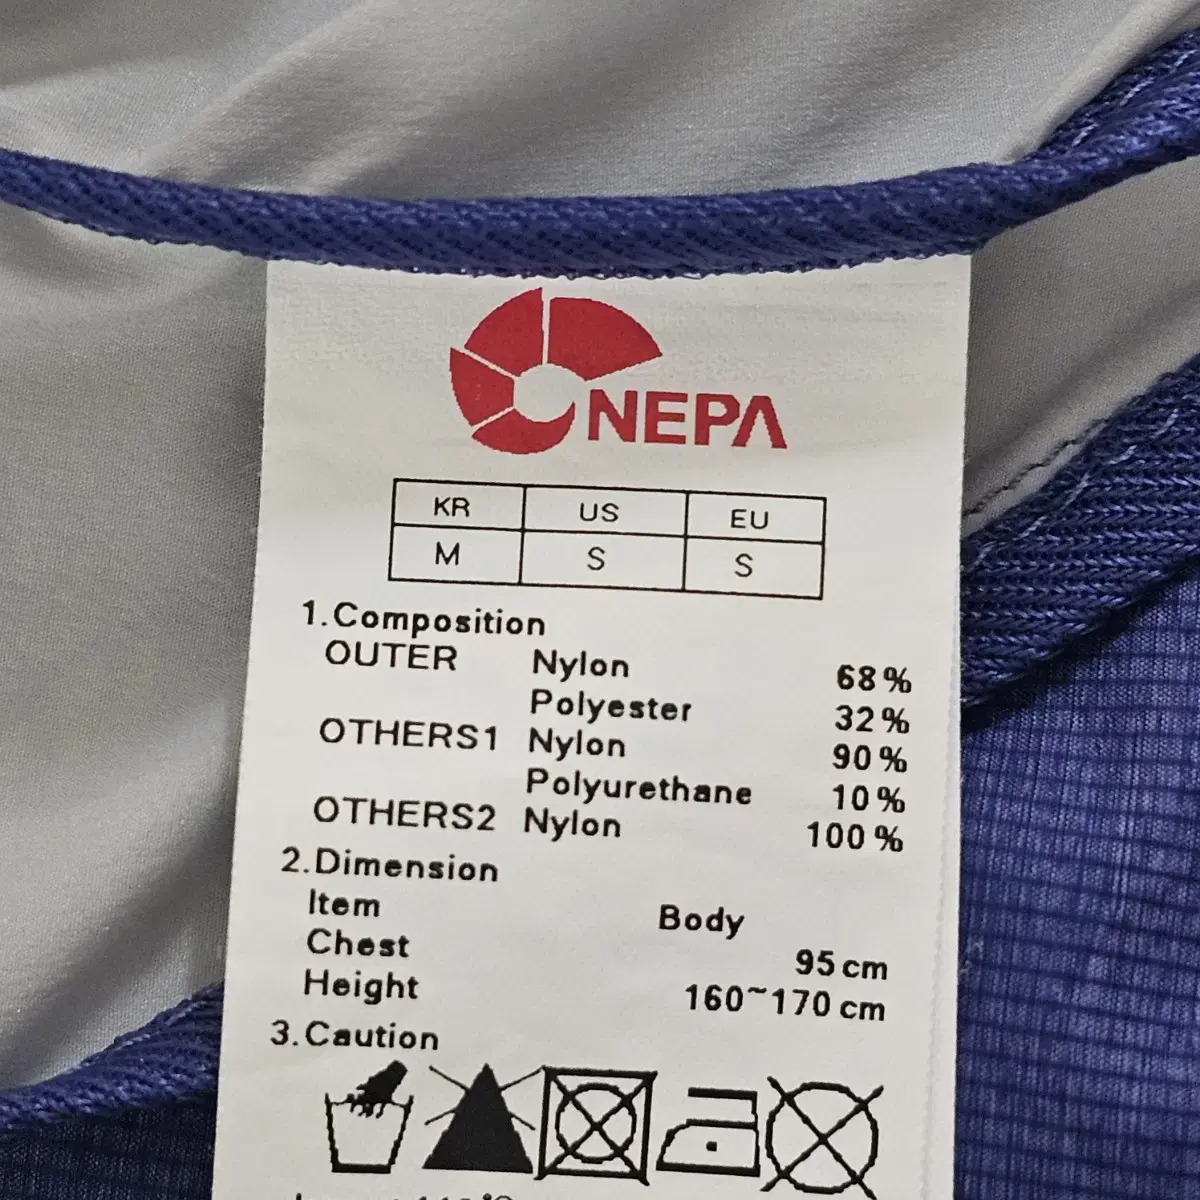 NEPA
KR US EU
M S S
1.Composition
OUTER Nylon 68%
Polyester 32%
OTHERS1 Nylon 90%
Polyurethane 10%
OTHERS2 Nylon 100%
2.Dimension
Item Body
Chest 95cm
Height 160~170cm
3.Caution